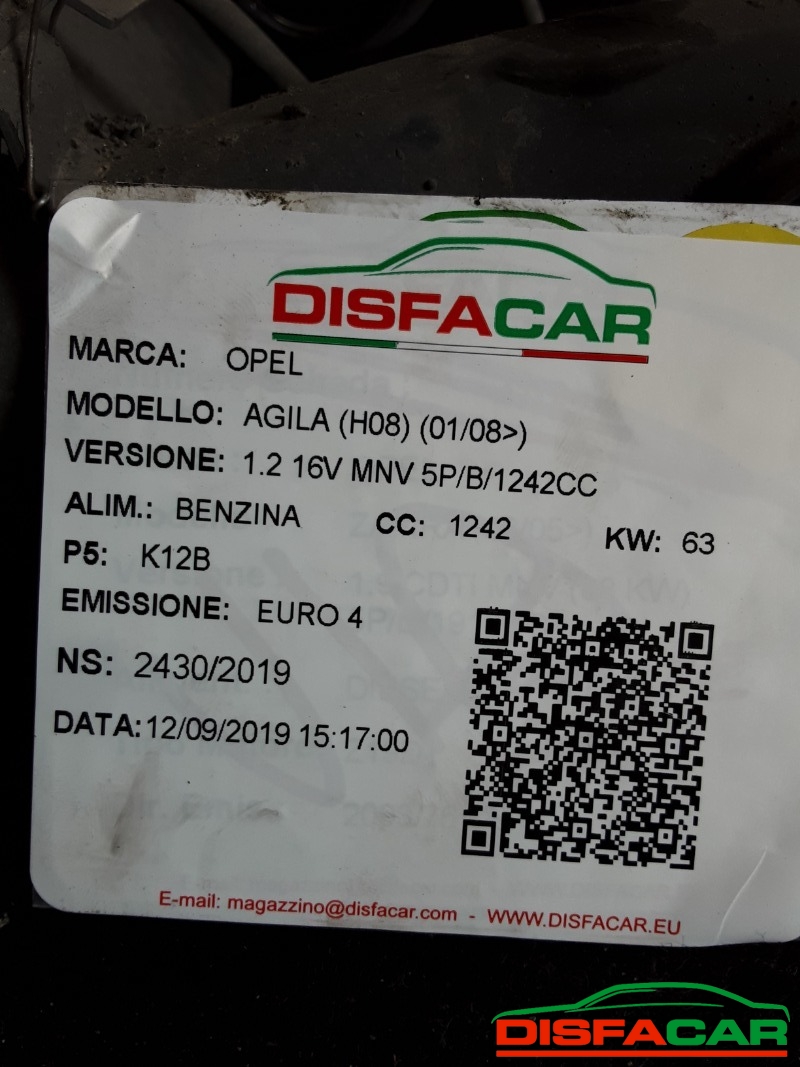 DISFACAR
MARCA: OPEL
MODELLO: AGILA (H08) (01/08>)
VERSIONE: 1.2 16V MNV 5P/B/1242CC
ALIM.: BENZINA CC: 1242 KW: 63
P5: K12B
EMISSIONE: EURO 4
NS: 2430/2019
DATA: 12/09/2019 15:17:00
E-mail: magazzino@disfacar.com - WWW.DISFACAR.EU
DISFACAR